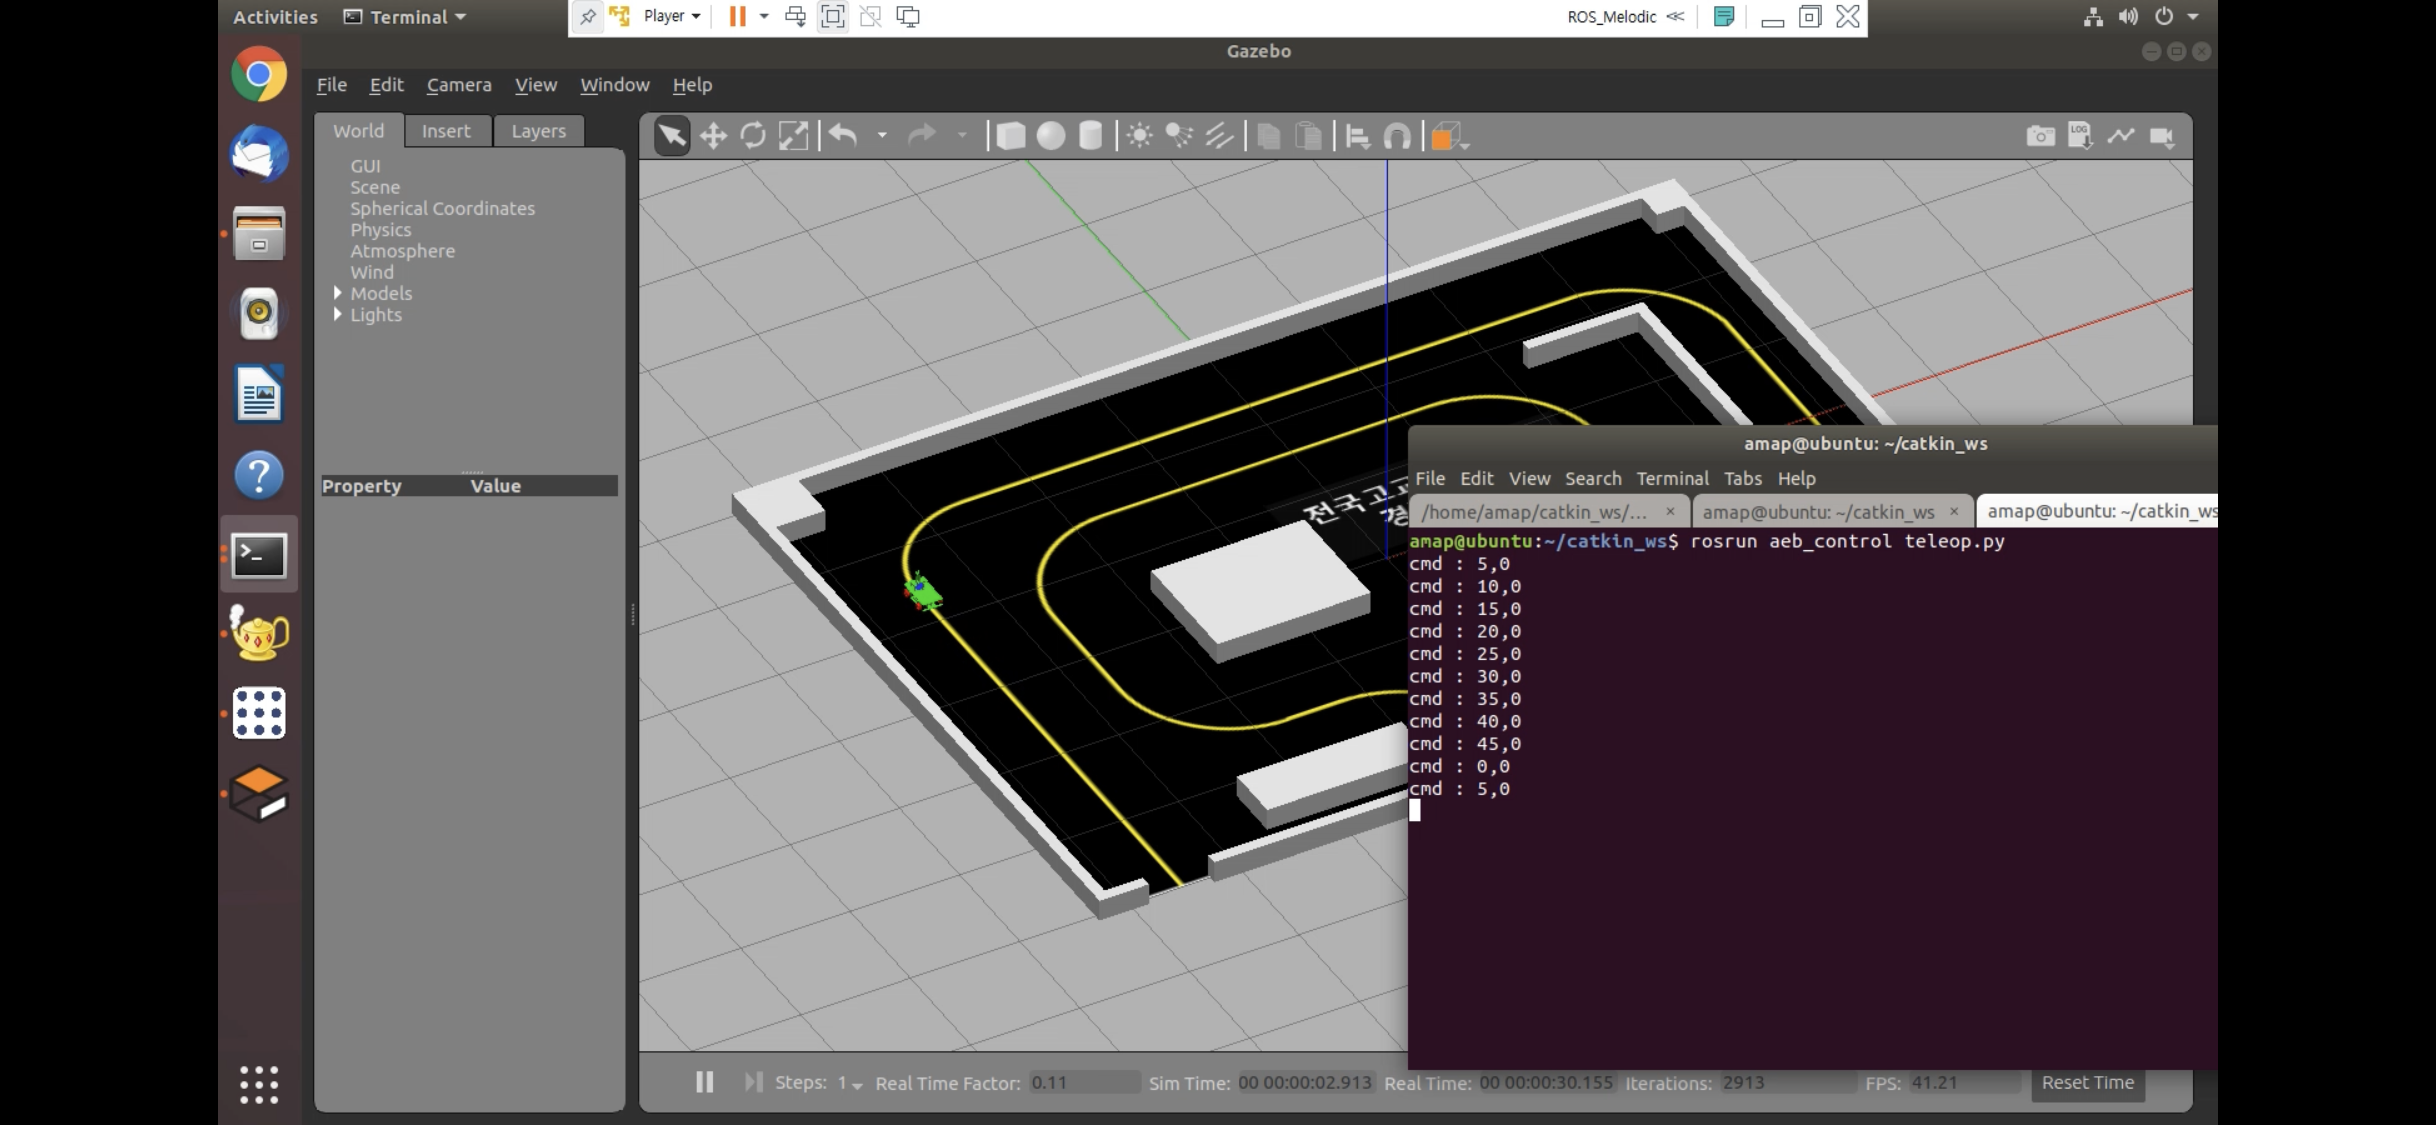 Activities Terminal Player ROS_Melodic
Gazebo
File Edit Camera View Window Help
World Insert Layers
GUI
Scene
Spherical Coordinates
Physics
Atmosphere
Wind
Models
Lights
Property Value
LOG
전국
amap@ubuntu: ~/catkin_ws
File Edit View Search Terminal Tabs Help
/home/amap/catkin_ws/... × amap@ubuntu: ~/catkin_ws × amap@ubuntu: ~/catkin_ws
amap@ubuntu:~/catkin_ws$ rosrun aeb_control teleop.py
cmd : 5,0
cmd : 10,0
cmd : 15,0
cmd : 20,0
cmd : 25,0
cmd : 30,0
cmd : 35,0
cmd : 40,0
cmd : 45,0
cmd : 0,0
cmd : 5,0
Steps: 1 Real Time Factor: 0.11 Sim Time: 00 00:00:02.913 Real Time: 00 00:00:30.155 Iterations: 2913 FPS: 41.21 Reset Time